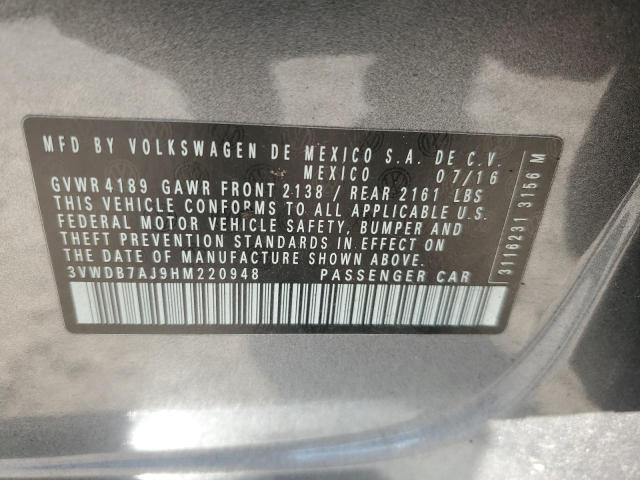 MFD BY VOLKSWAGEN DE MEXICO S.A. DE C.V.
MEXICO 07/16
GVWR 4189 GAWR FRONT 2138 / REAR 2161 LBS
THIS VEHICLE CONFORMS TO ALL APPLICABLE U.S.
FEDERAL MOTOR VEHICLE SAFETY, BUMPER AND
THEFT PREVENTION STANDARDS IN EFFECT ON
THE DATE OF MANUFACTURE SHOWN ABOVE.
3VWDB7AJ9HM220948 PASSENGER CAR
3116231 3156 M